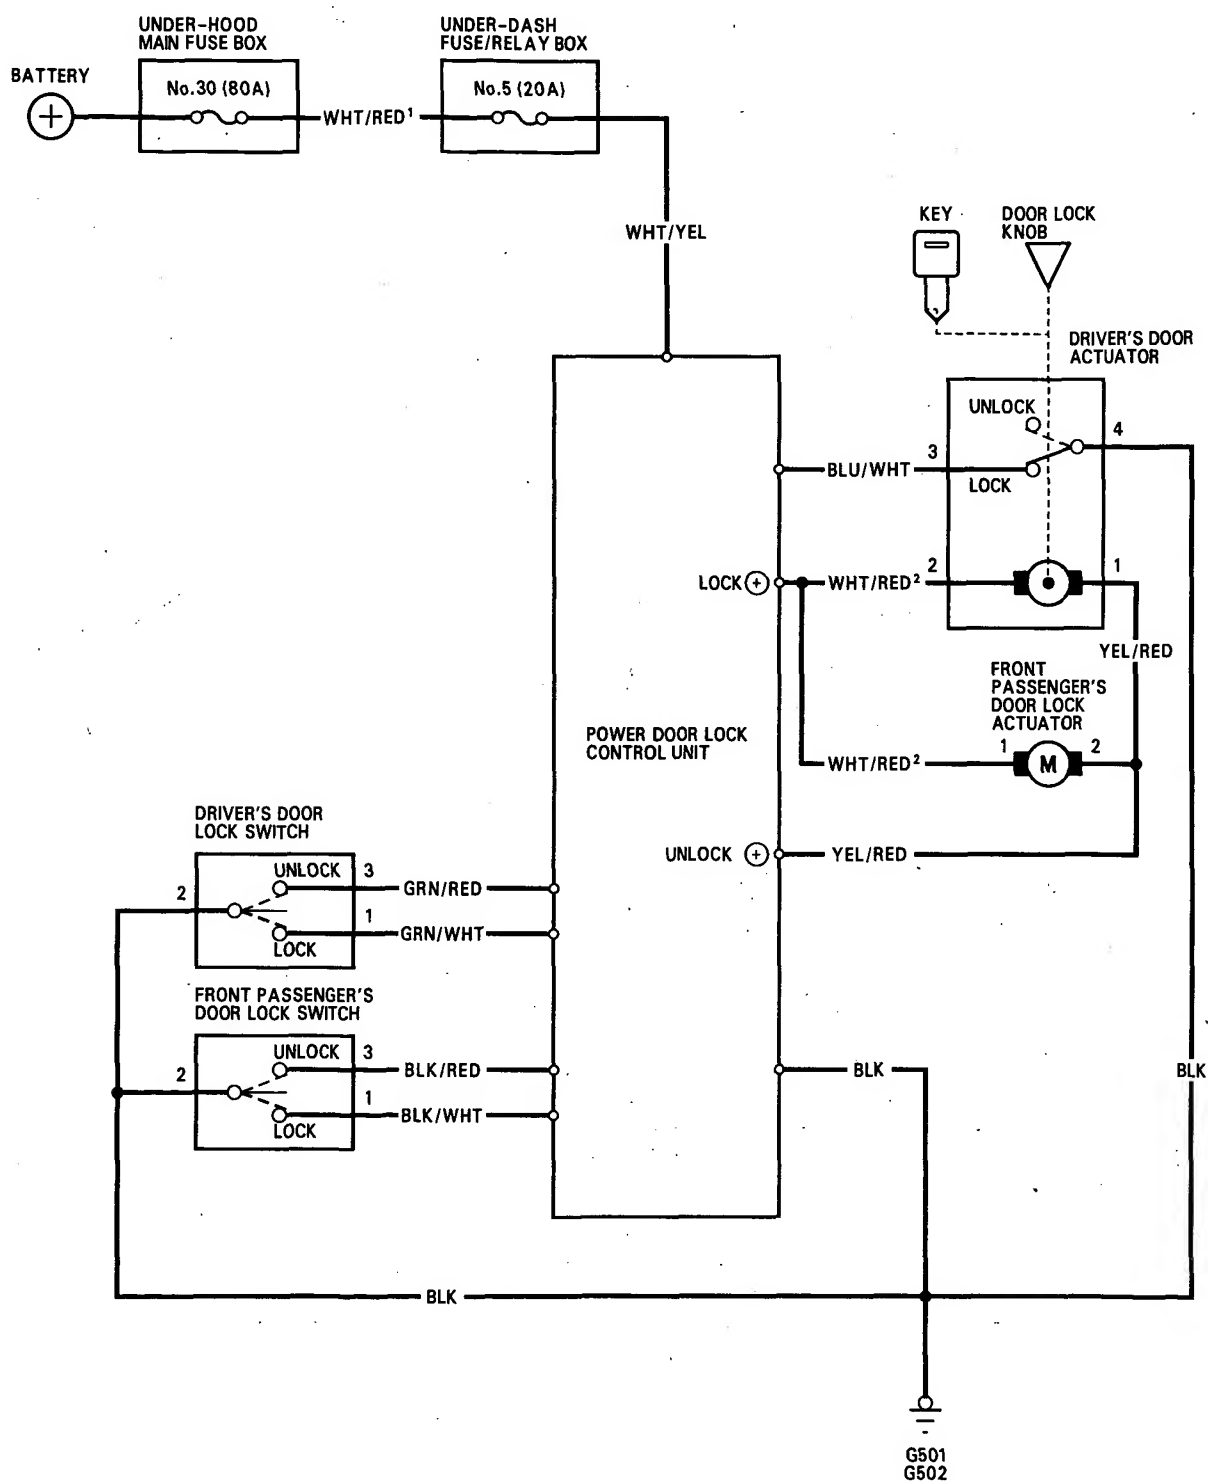 UNDER-HOOD
MAIN FUSE BOX
UNDER-DASH
FUSE/RELAY BOX
BATTERY
+
No.30 (80A)
WHT/RED¹
No.5 (20A)
WHT/YEL
KEY
DOOR LOCK
KNOB
DRIVER'S DOOR
ACTUATOR
UNLOCK
4
3
BLU/WHT
LOCK
LOCK +
WHT/RED²
2
1
YEL/RED
FRONT
PASSENGER'S
DOOR LOCK
ACTUATOR
POWER DOOR LOCK
CONTROL UNIT
WHT/RED²
1
M
2
UNLOCK +
YEL/RED
DRIVER'S DOOR
LOCK SWITCH
UNLOCK
3
GRN/RED
2
1
GRN/WHT
LOCK
FRONT PASSENGER'S
DOOR LOCK SWITCH
UNLOCK
3
BLK/RED
2
1
BLK/WHT
LOCK
BLK
BLK
BLK
G501
G502